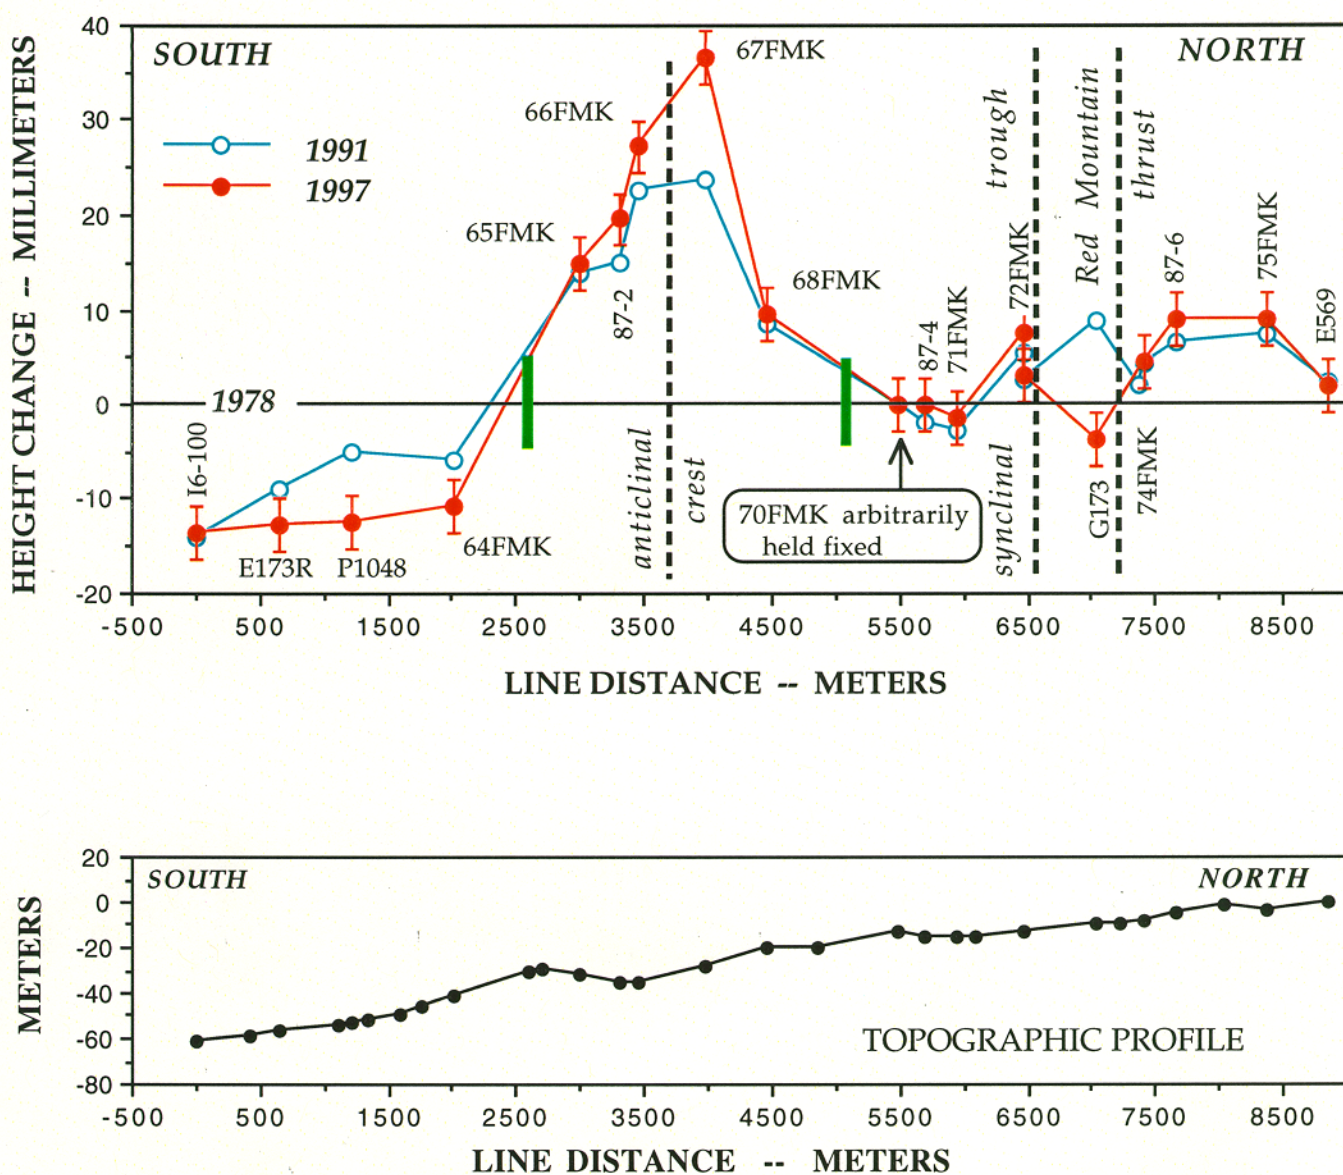 HEIGHT CHANGE -- MILLIMETERS
40
30
20
10
0
-10
-20
SOUTH
NORTH
1991
1997
1978
I6-100
E173R
P1048
64FMK
65FMK
87-2
66FMK
67FMK
68FMK
anticlinal
crest
70FMK arbitrarily
held fixed
87-4
71FMK
72FMK
synclinal
trough
Red Mountain
thrust
G173
74FMK
87-6
75FMK
E569
-500
500
1500
2500
3500
4500
5500
6500
7500
8500
LINE DISTANCE -- METERS
METERS
20
0
-20
-40
-60
-80
SOUTH
NORTH
TOPOGRAPHIC PROFILE
-500
500
1500
2500
3500
4500
5500
6500
7500
8500
LINE DISTANCE -- METERS